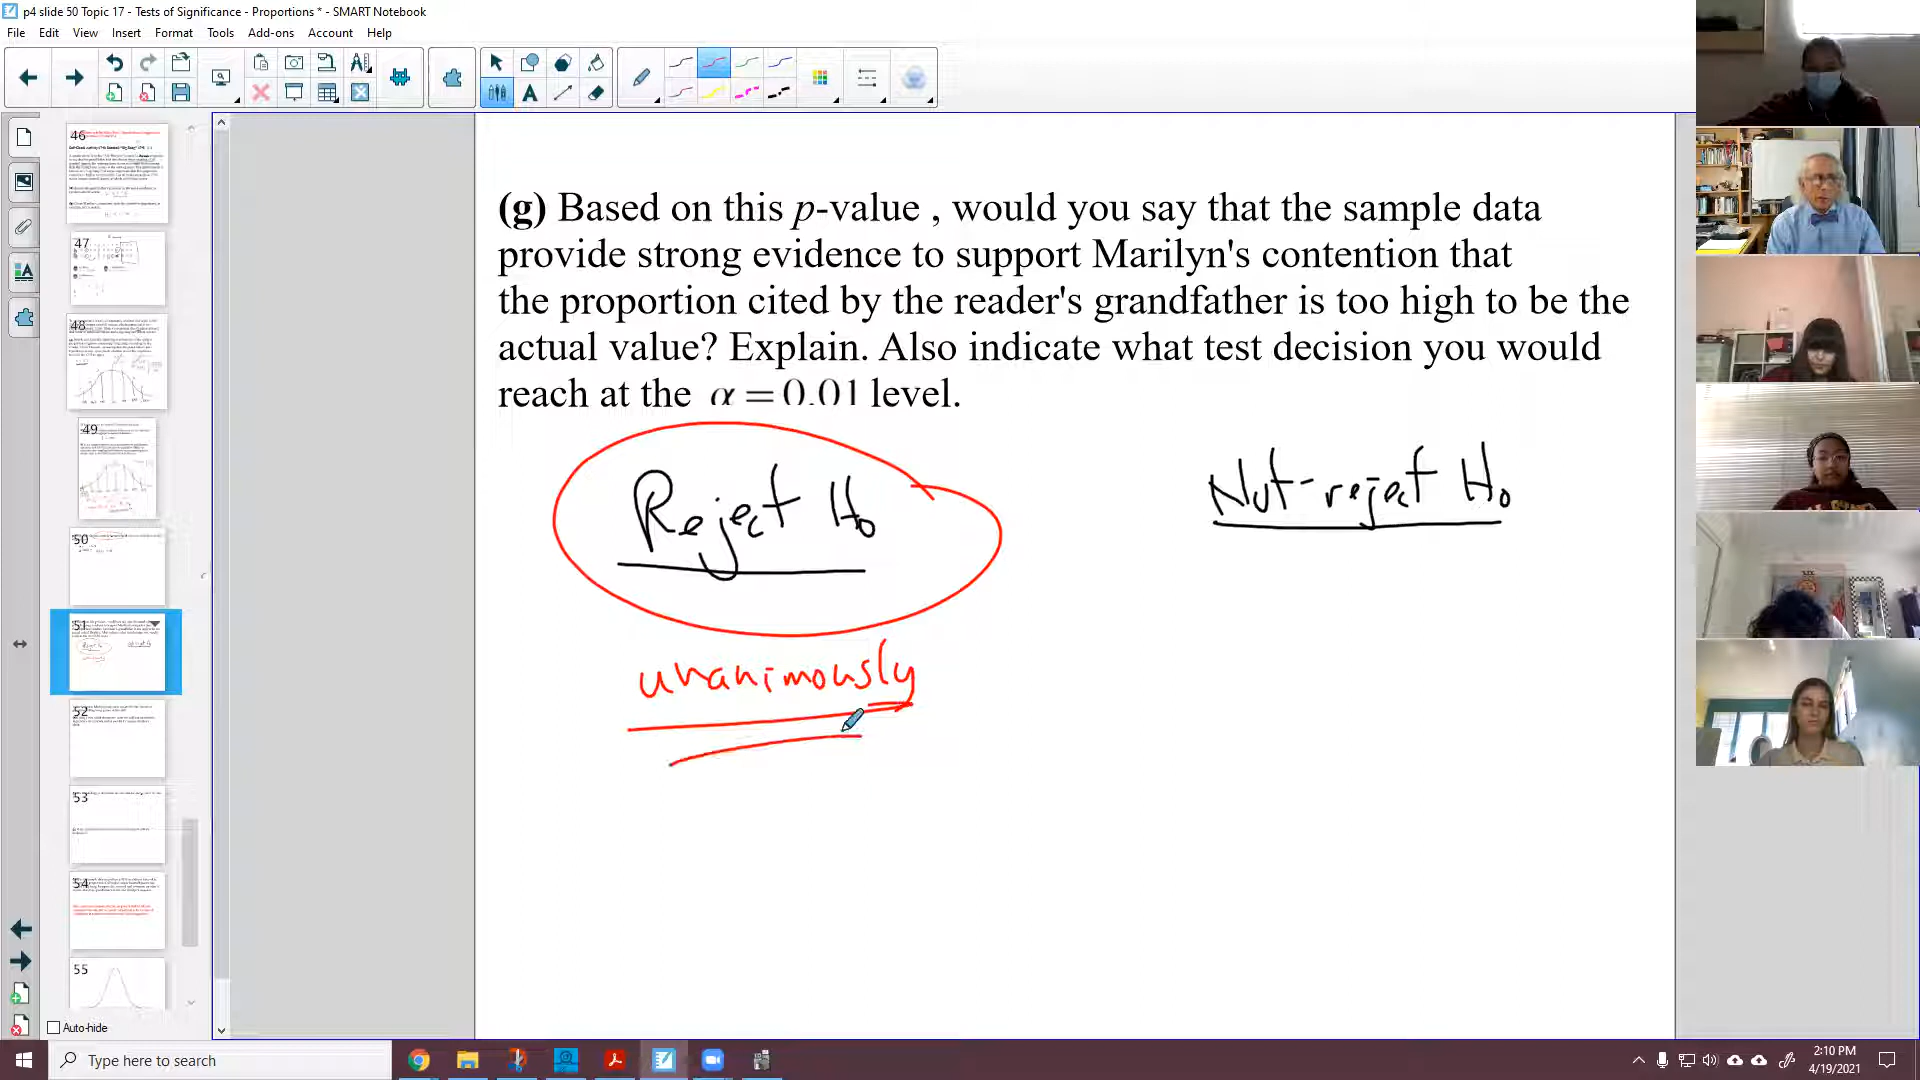 p4 slide 50 Topic 17 - Tests of Significance - Proportions * - SMART Notebook
File Edit View Insert Format Tools Add-ons Account Help
46
47
48
49
50
51
52
53
54
55
Auto-hide
(g) Based on this p-value , would you say that the sample data
provide strong evidence to support Marilyn's contention that
the proportion cited by the reader's grandfather is too high to be the
actual value? Explain. Also indicate what test decision you would
reach at the α = 0.01 level.
Reject H₀
Not-reject H₀
unanimously
Type here to search
2:10 PM
4/19/2021